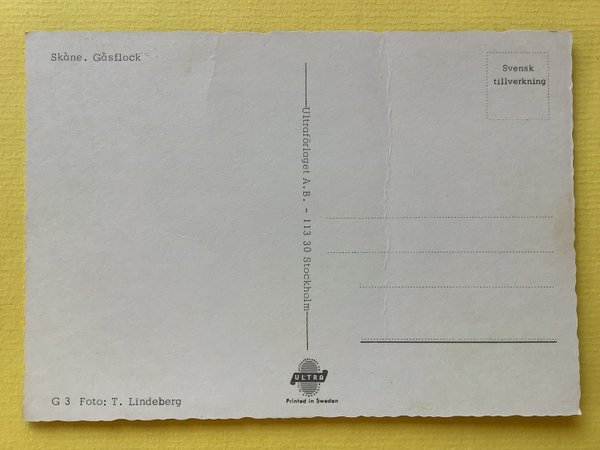 Skåne. Gåsflock
Svensk
tillverkning
Ultraförlaget A.B. - 113 30 Stockholm
G 3 Foto: T. Lindeberg
ULTRA
Printed in Sweden